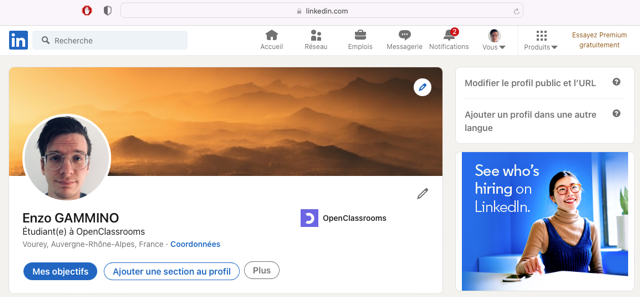 linkedin.com
in
Recherche
Accueil
Réseau
Emplois
Messagerie
2
Notifications
Vous
Produits
Essayez Premium
gratuitement
Modifier le profil public et l'URL
?
Ajouter un profil dans une autre
langue
?
Enzo GAMMINO
Étudiant(e) à OpenClassrooms
Vourey, Auvergne-Rhône-Alpes, France · Coordonnées
OpenClassrooms
Mes objectifs
Ajouter une section au profil
Plus
See who's
hiring on
LinkedIn.